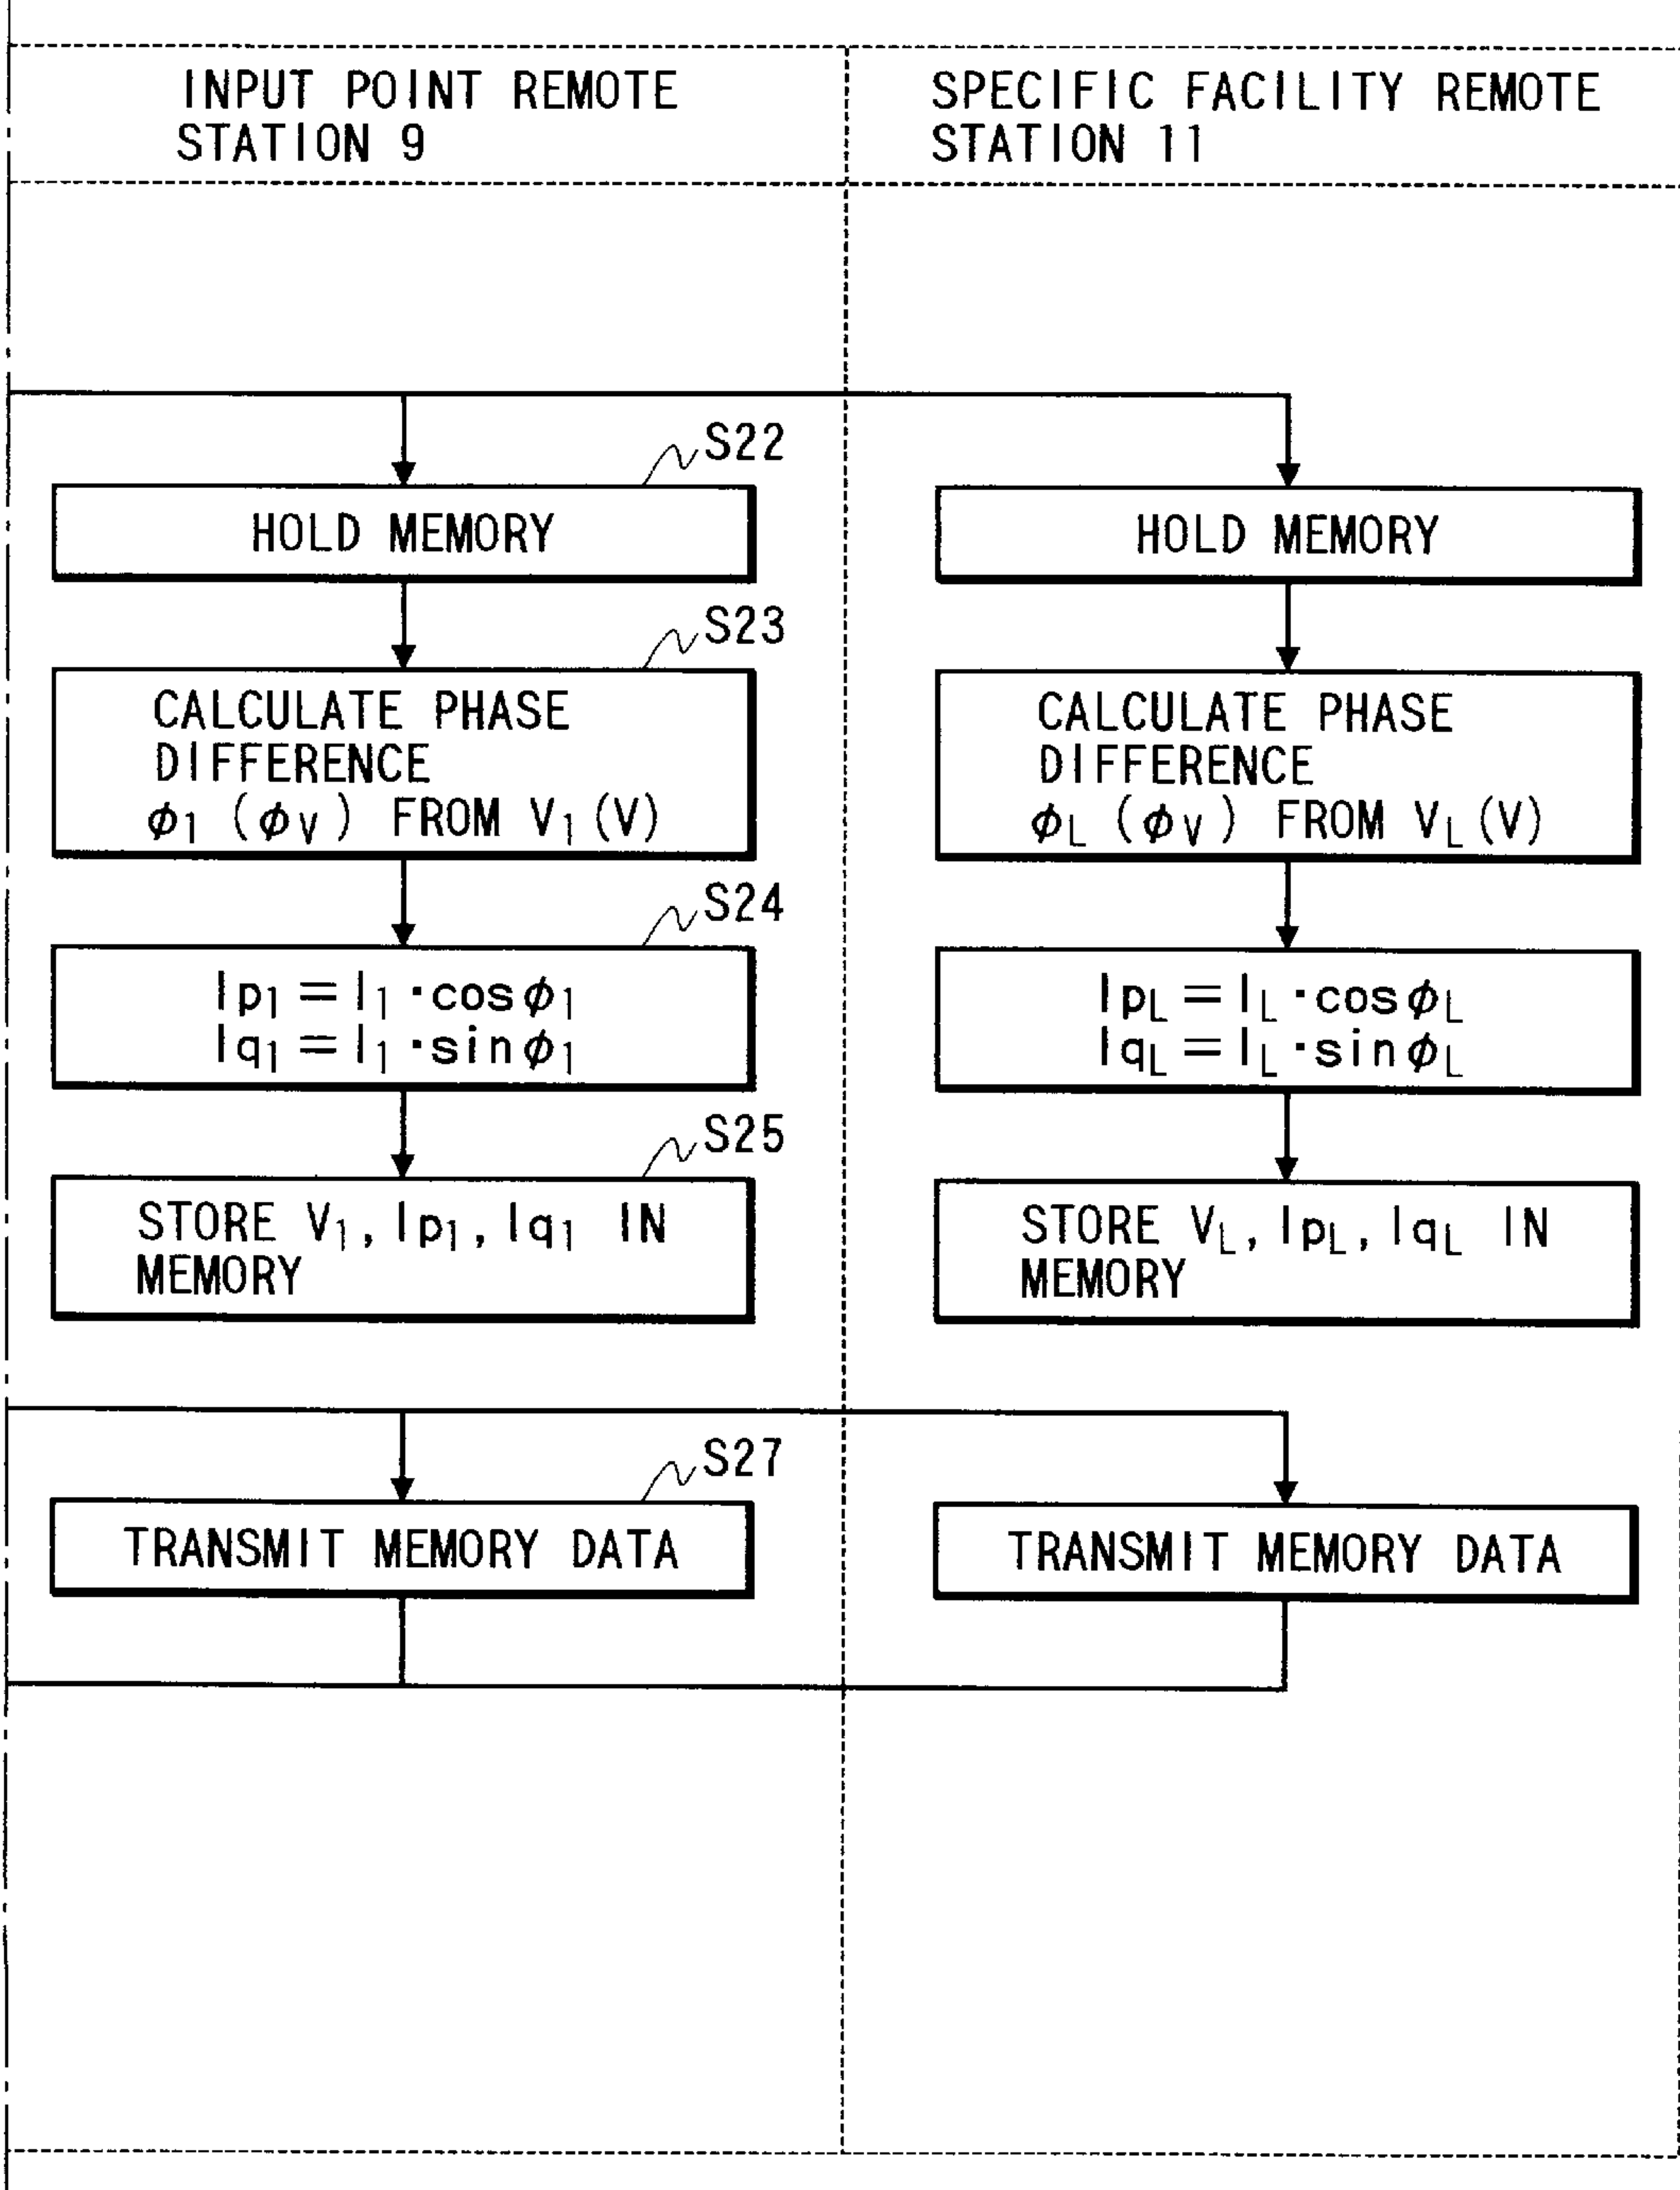 INPUT POINT REMOTE
STATION 9
SPECIFIC FACILITY REMOTE
STATION 11
S22
HOLD MEMORY
HOLD MEMORY
S23
CALCULATE PHASE
DIFFERENCE
ϕ₁ (ϕᵥ) FROM V₁(V)
CALCULATE PHASE
DIFFERENCE
ϕL (ϕᵥ) FROM VL(V)
S24
Ip₁=I₁·cosϕ₁
Iq₁=I₁·sinϕ₁
IpL=IL·cosϕL
IqL=IL·sinϕL
S25
STORE V₁, Ip₁, Iq₁ IN
MEMORY
STORE VL, IpL, IqL IN
MEMORY
S27
TRANSMIT MEMORY DATA
TRANSMIT MEMORY DATA